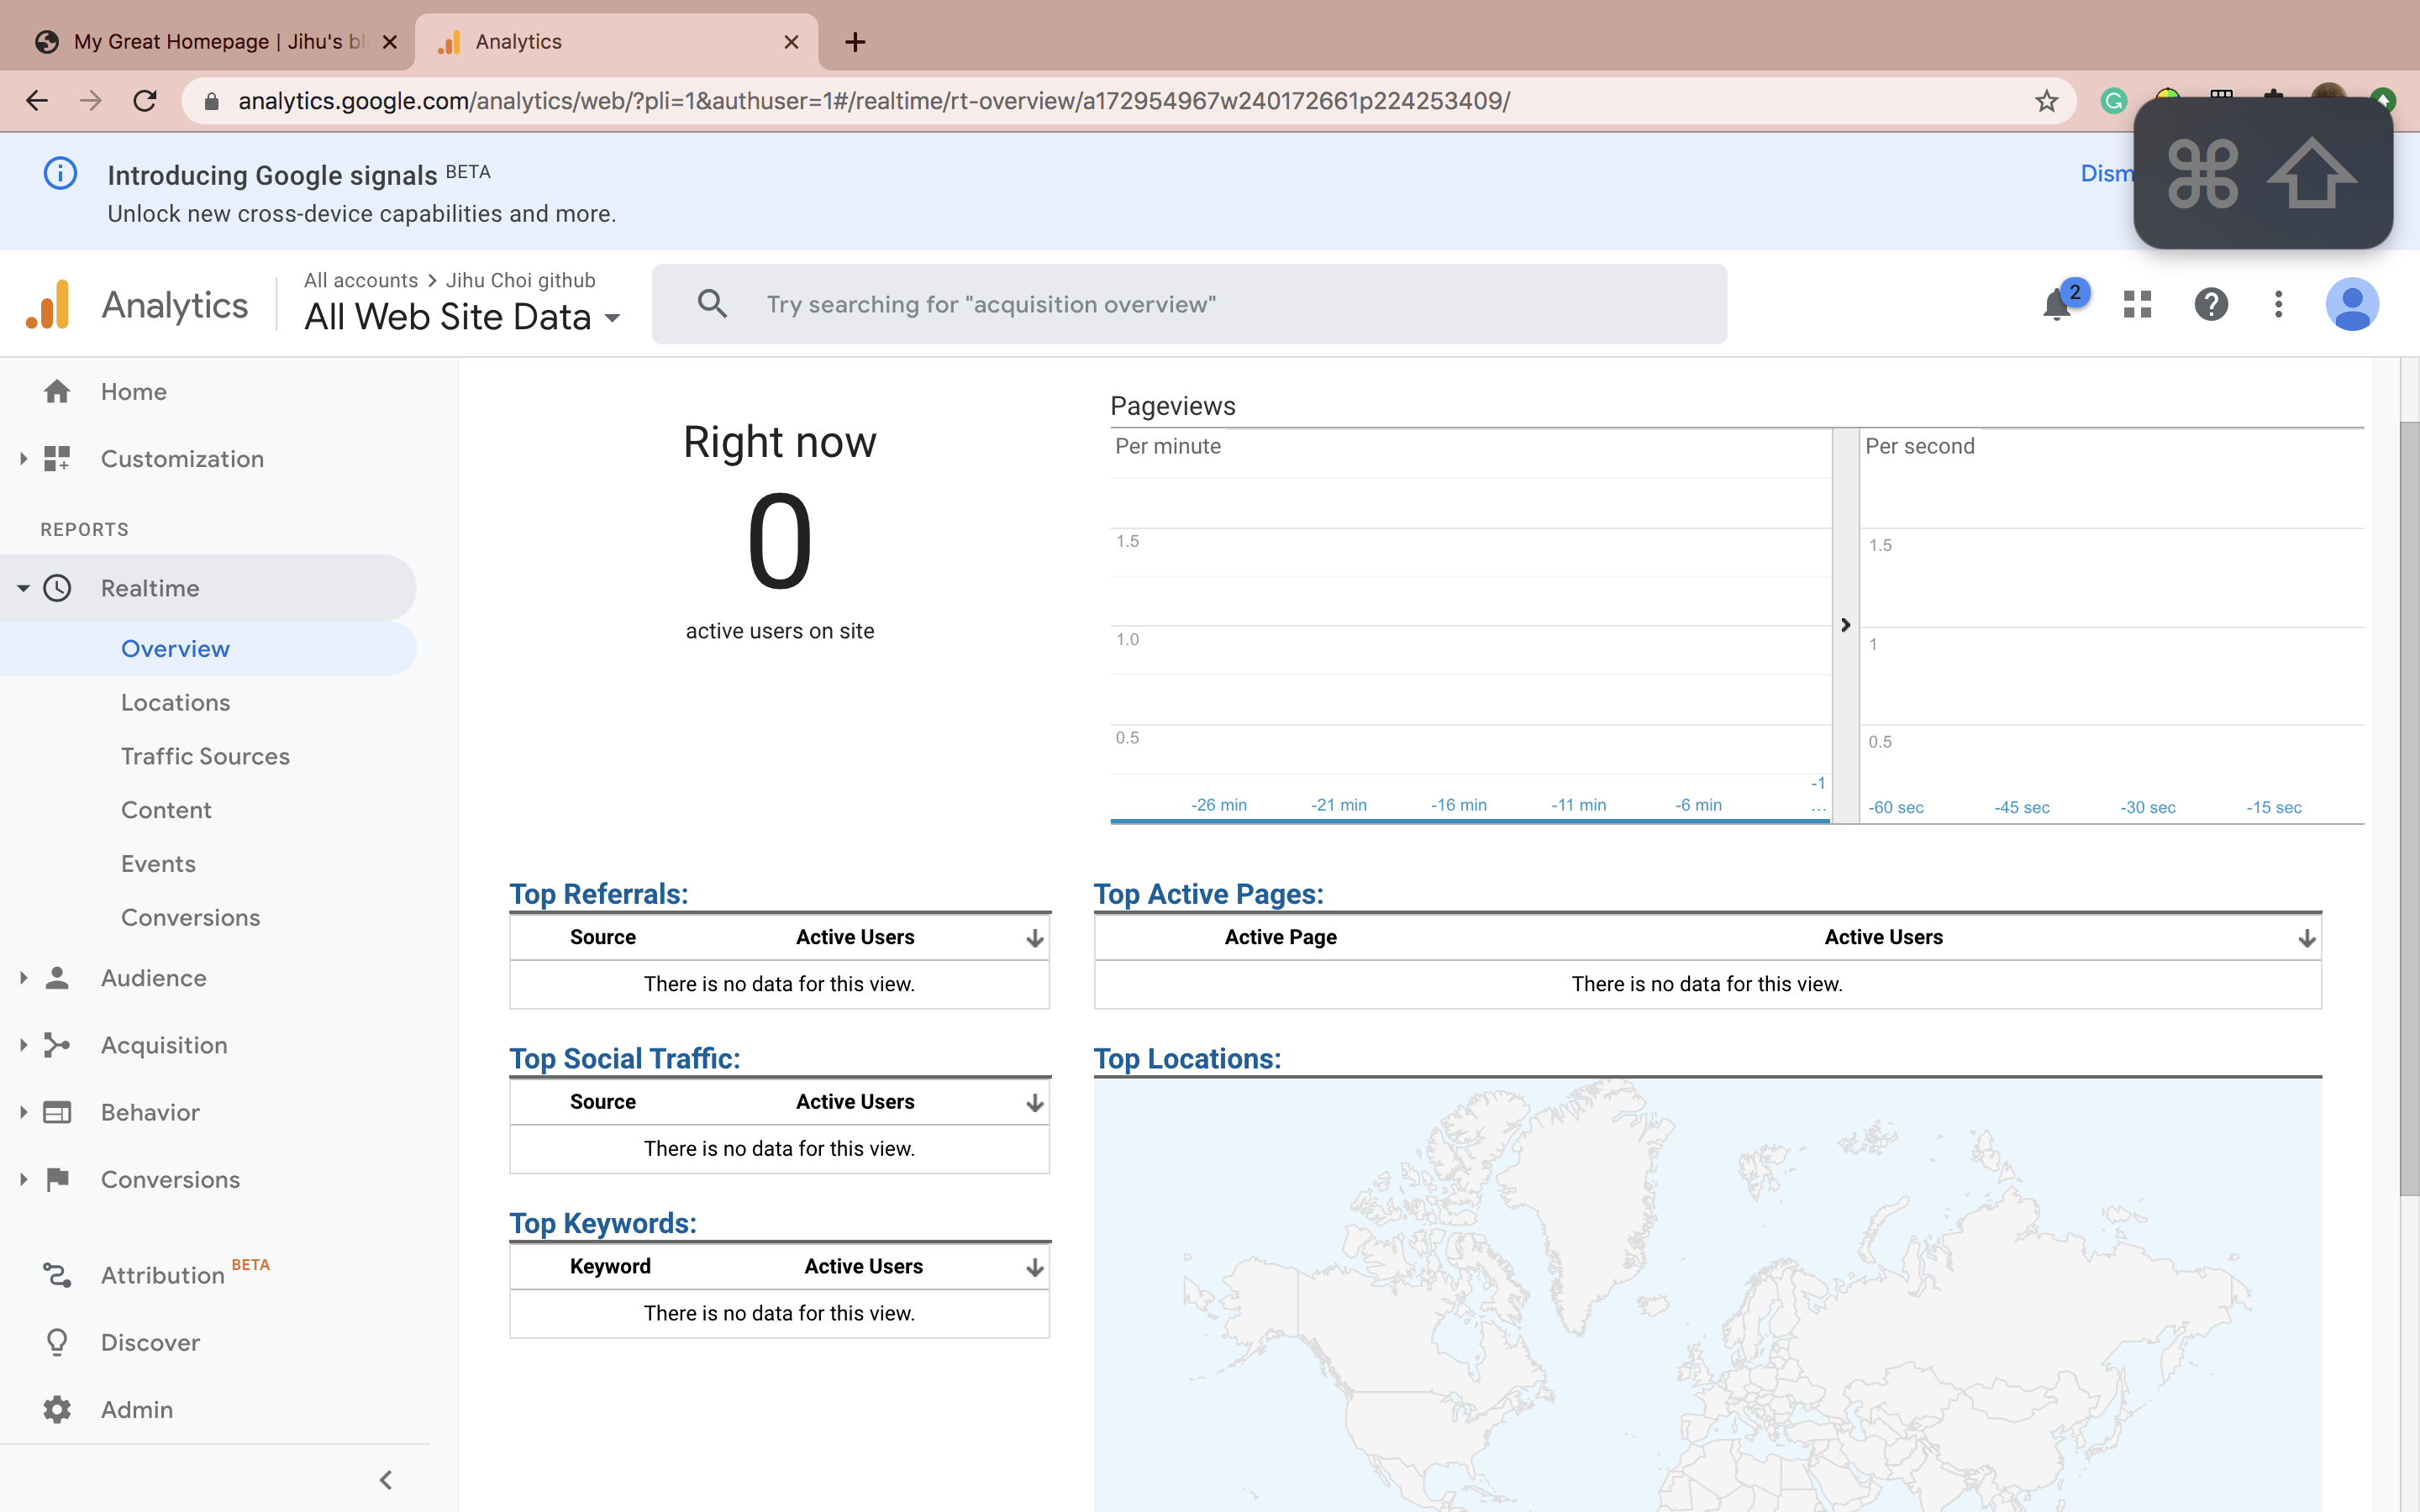 My Great Homepage | Jihu's bl
Analytics
analytics.google.com/analytics/web/?pli=1&authuser=1#/realtime/rt-overview/a172954967w240172661p224253409/
Introducing Google signals BETA
Unlock new cross-device capabilities and more.
Dism
Analytics
All accounts > Jihu Choi github
All Web Site Data
Try searching for "acquisition overview"
2
Home
Customization
REPORTS
Realtime
Overview
Locations
Traffic Sources
Content
Events
Conversions
Audience
Acquisition
Behavior
Conversions
Attribution BETA
Discover
Admin
Right now
0
active users on site
Pageviews
Per minute
1.5
1.0
0.5
-26 min -21 min -16 min -11 min -6 min -1 ...
Per second
1.5
1
0.5
-60 sec -45 sec -30 sec -15 sec
Top Referrals:
Source Active Users
There is no data for this view.
Top Active Pages:
Active Page Active Users
There is no data for this view.
Top Social Traffic:
Source Active Users
There is no data for this view.
Top Keywords:
Keyword Active Users
There is no data for this view.
Top Locations: